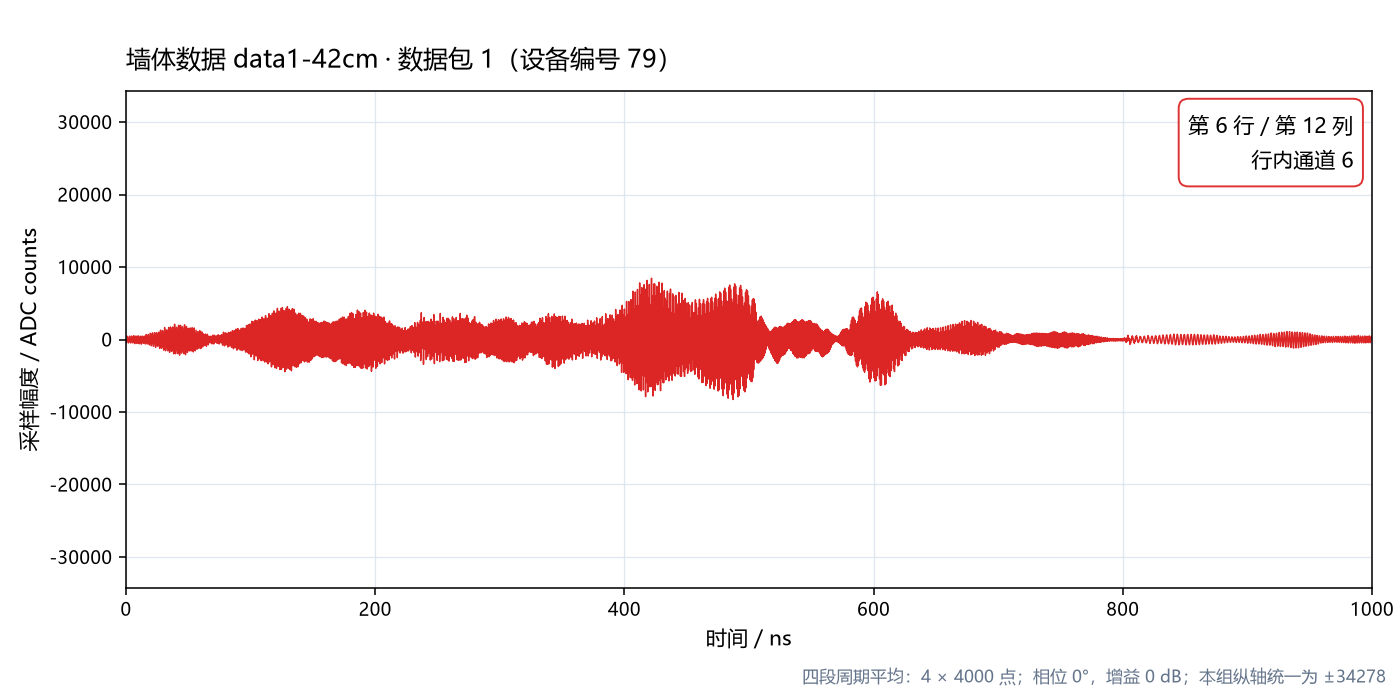 墙体数据 data1-42cm · 数据包 1（设备编号 79）
第 6 行 / 第 12 列
行内通道 6
采样幅度 / ADC counts
30000
20000
10000
0
-10000
-20000
-30000
0 200 400 600 800 1000
时间 / ns
四段周期平均：4 × 4000 点；相位 0°，增益 0 dB；本组纵轴统一为 ±34278